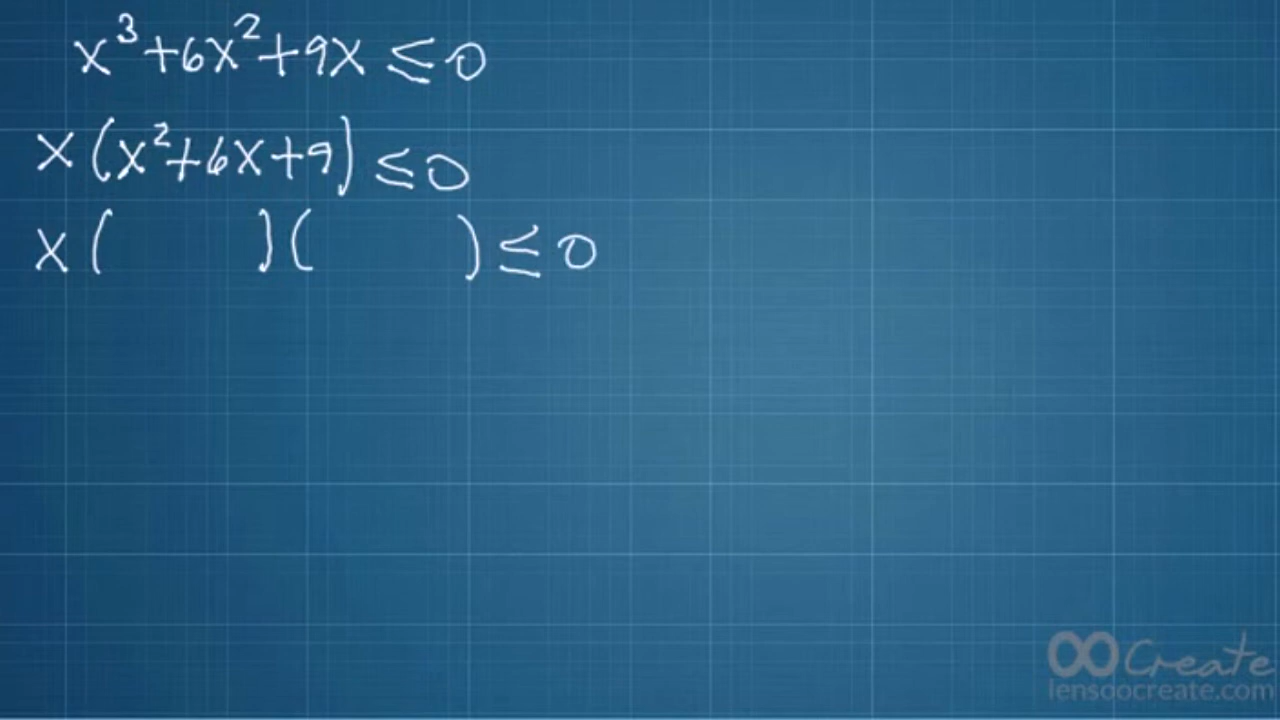 x³+6x²+9x ≤0
x(x²+6x+9) ≤0
x(      )(      ) ≤ 0
∞ Create
lensoocreate.com